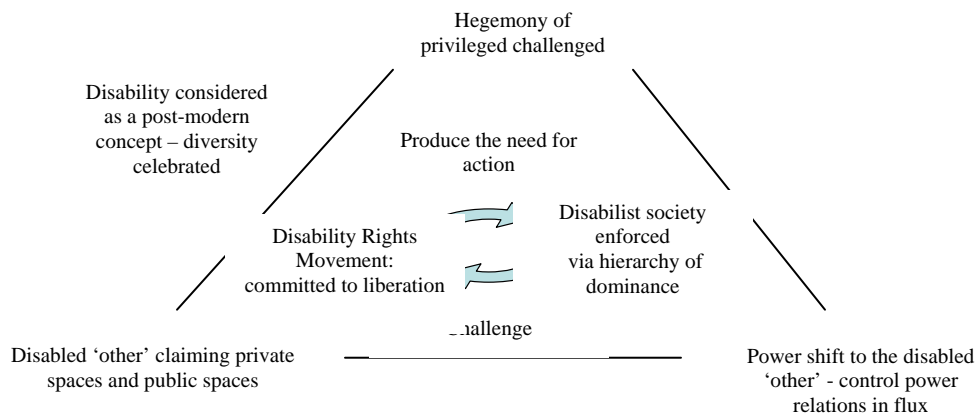 Hegemony of
privileged challenged
Disability considered
as a post-modern
concept – diversity
celebrated
Produce the need for
action
Disability Rights
Movement:
committed to liberation
Disabilist society
enforced
via hierarchy of
dominance
Disabled ‘other’ claiming private
spaces and public spaces
Power shift to the disabled
‘other’ - control power
relations in flux